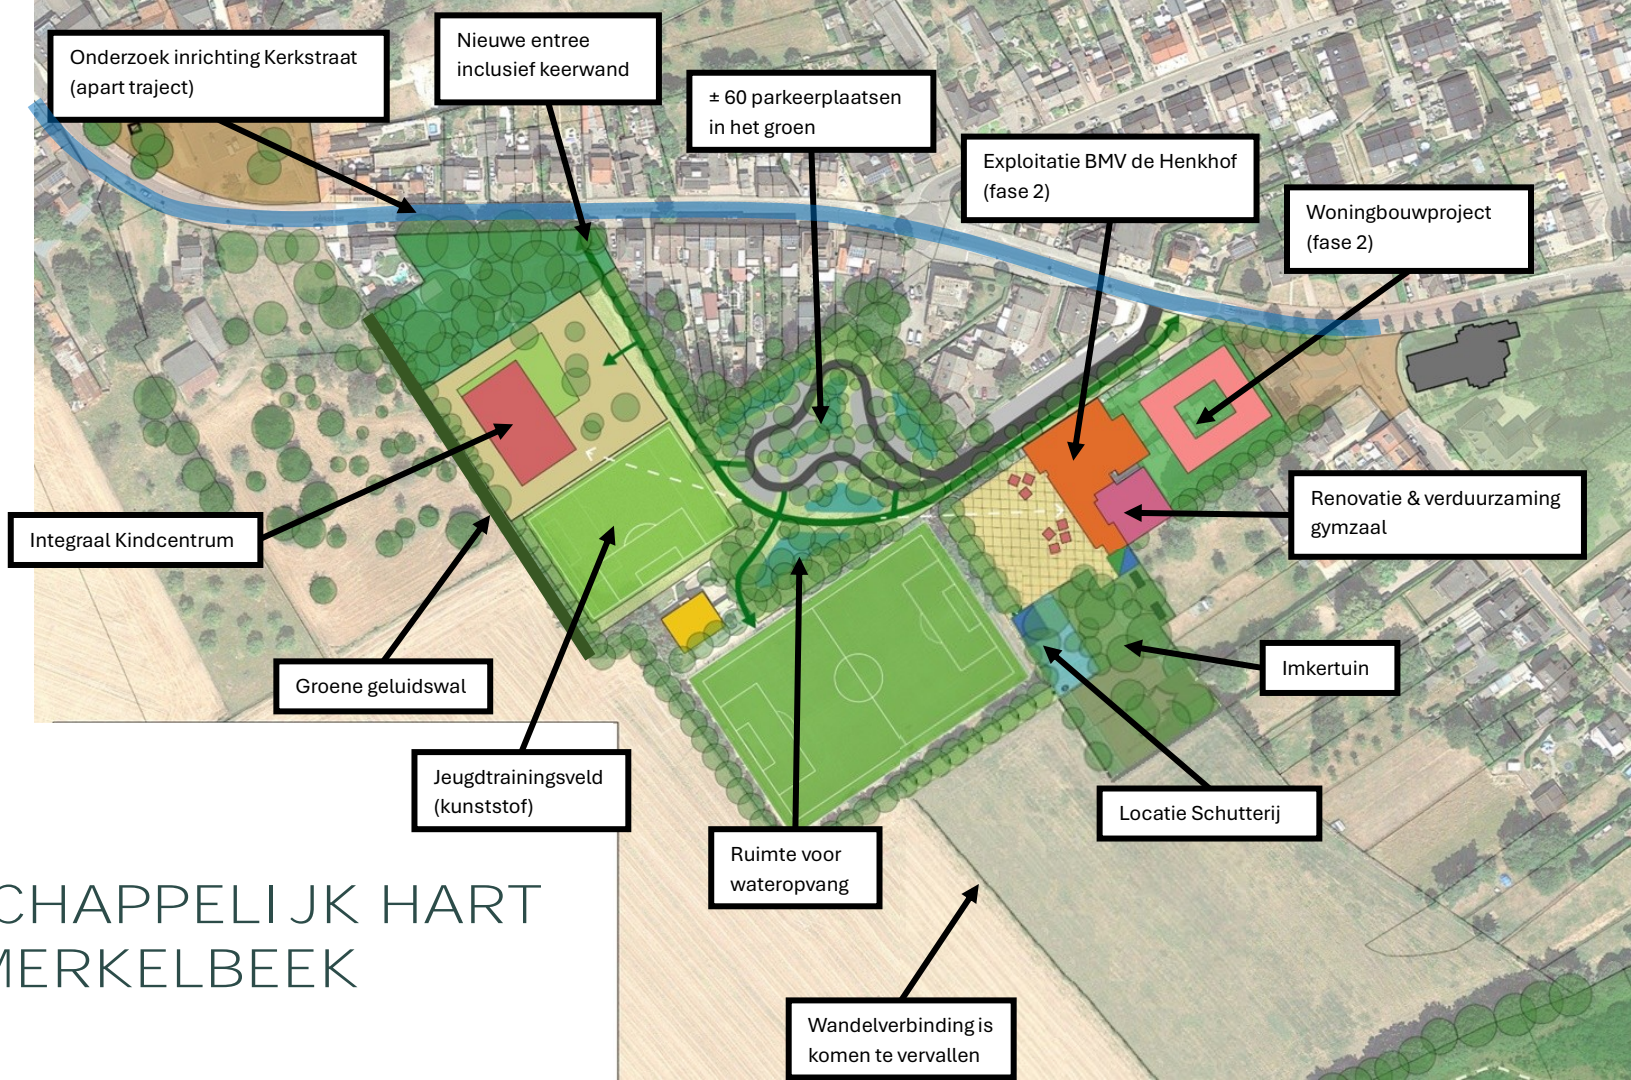 Onderzoek inrichting Kerkstraat
(apart traject)
Nieuwe entree
inclusief keerwand
± 60 parkeerplaatsen
in het groen
Exploitatie BMV de Henkhof
(fase 2)
Woningbouwproject
(fase 2)
Integraal Kindcentrum
Renovatie & verduurzaming
gymzaal
Groene geluidswal
Imkertuin
Jeugdtrainingsveld
(kunststof)
Locatie Schutterij
Ruimte voor
wateropvang
CHAPPELIJK HART
MERKELBEEK
Wandelverbinding is
komen te vervallen